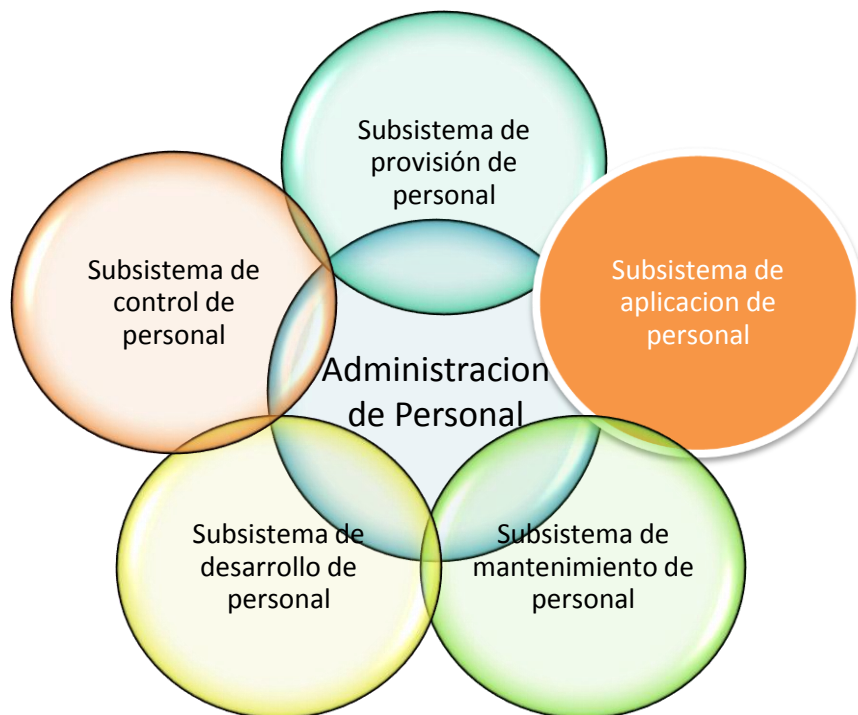 Subsistema de
provisión de
personal
Subsistema de
aplicacion de
personal
Subsistema de
control de
personal
Administracion
de Personal
Subsistema de
desarrollo de
personal
Subsistema de
mantenimiento de
personal